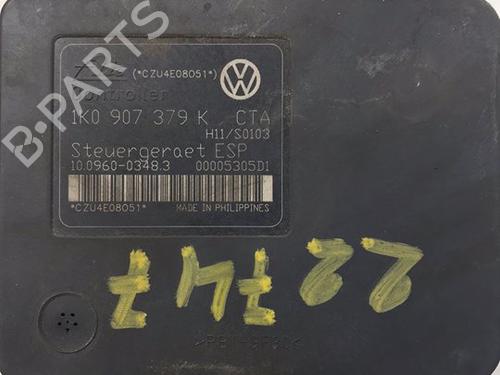 (*CZU4E08051*)
Controller
1K0 907 379 K CTA
H11/S0103
Steuergeraet ESP
10.0960-0348.3 00005305D1
*CZU4E08051* MADE IN PHILIPPINES
B-PARTS